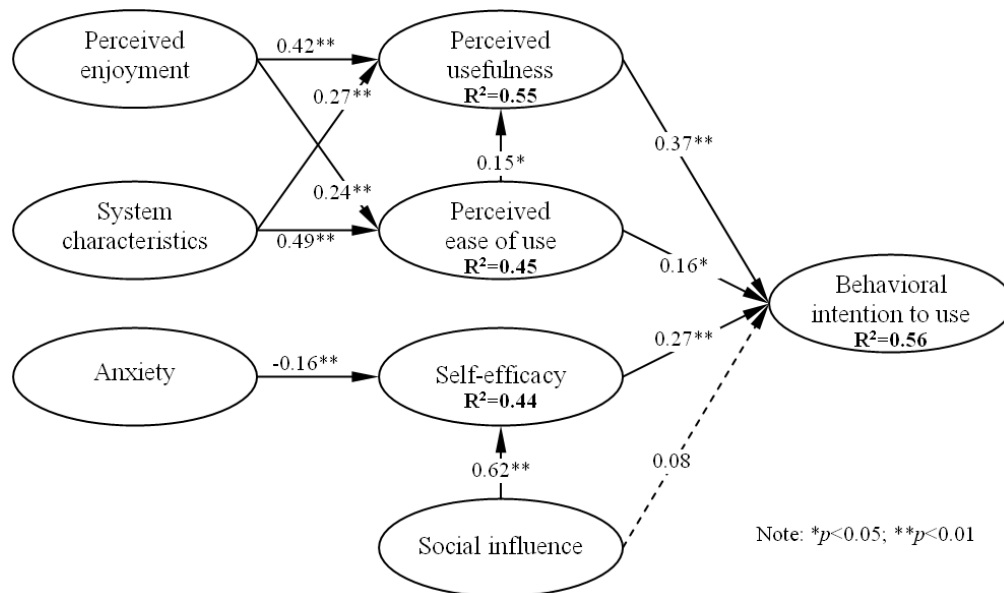 Perceived
enjoyment
0.42**
Perceived
usefulness
R²=0.55
0.27**
0.37**
0.15*
0.24**
System
characteristics
0.49**
Perceived
ease of use
R²=0.45
0.16*
Behavioral
intention to use
R²=0.56
Anxiety
-0.16**
Self-efficacy
R²=0.44
0.27**
0.62**
0.08
Social influence
Note: *p<0.05; **p<0.01